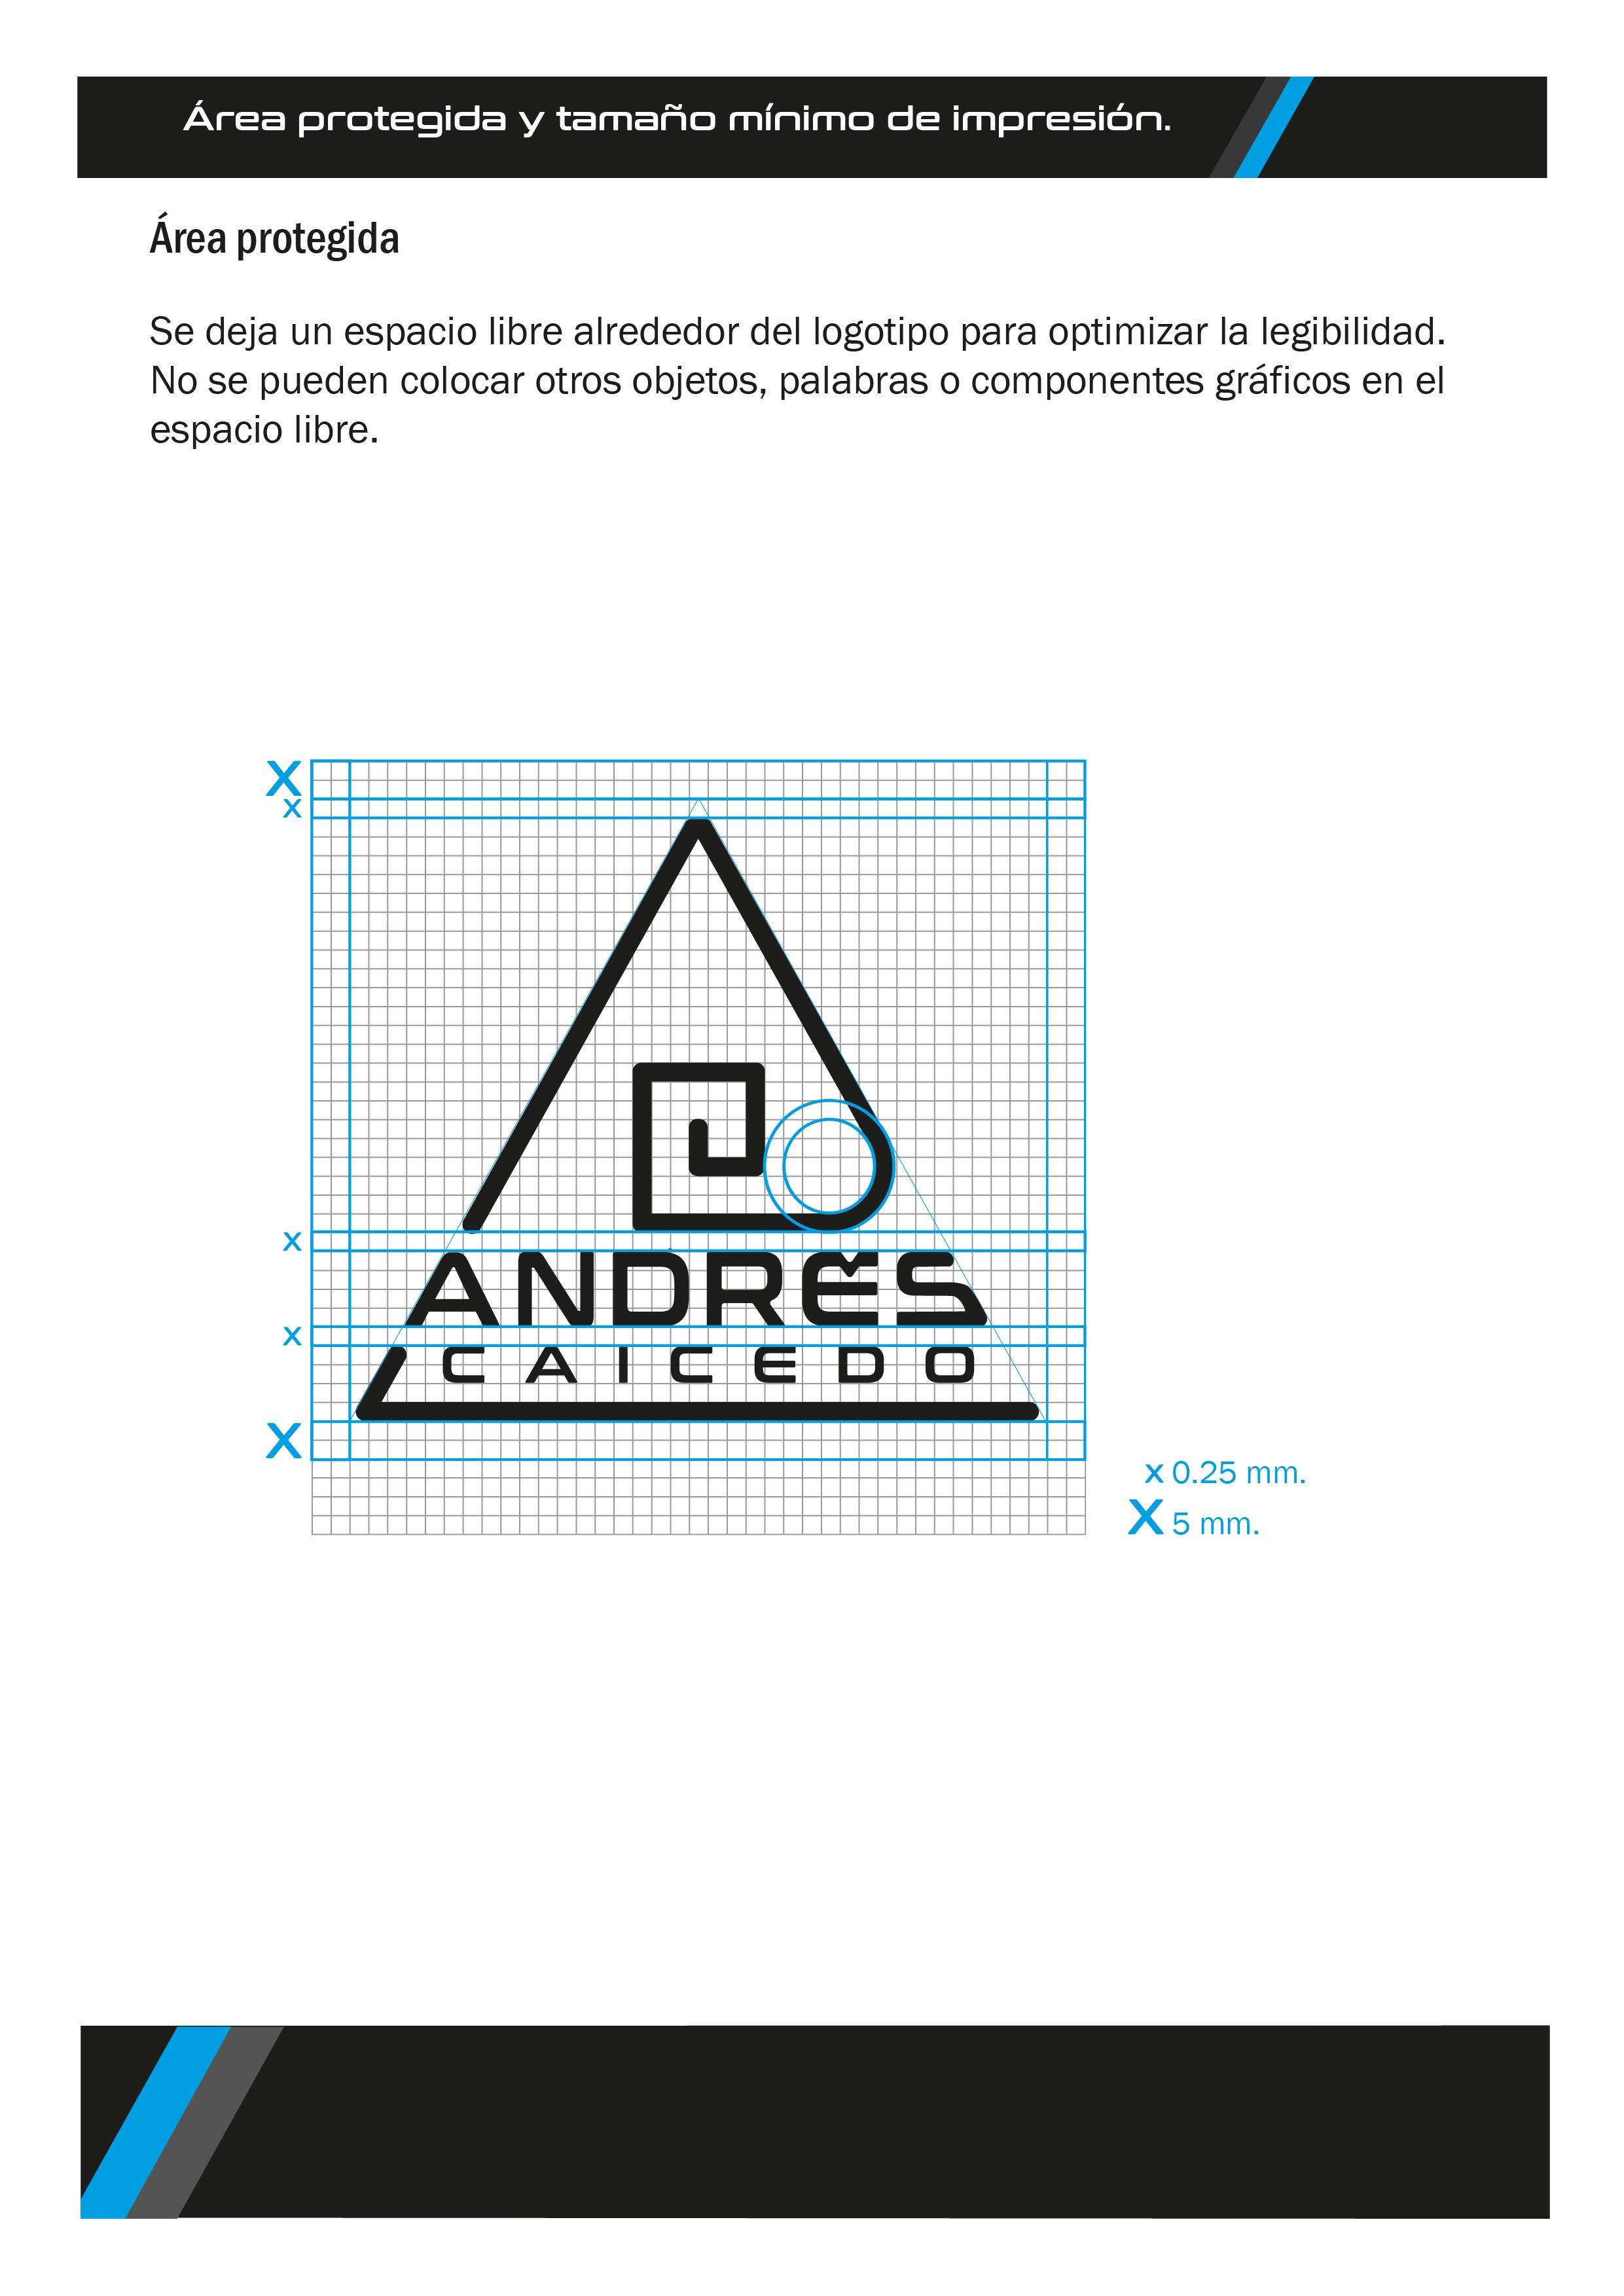 Área protegida y tamaño mínimo de impresión.
Área protegida
Se deja un espacio libre alrededor del logotipo para optimizar la legibilidad.
No se pueden colocar otros objetos, palabras o componentes gráficos en el
espacio libre.
X
x
x
ANDRÉS
x
CAICEDO
X
x 0.25 mm.
X 5 mm.